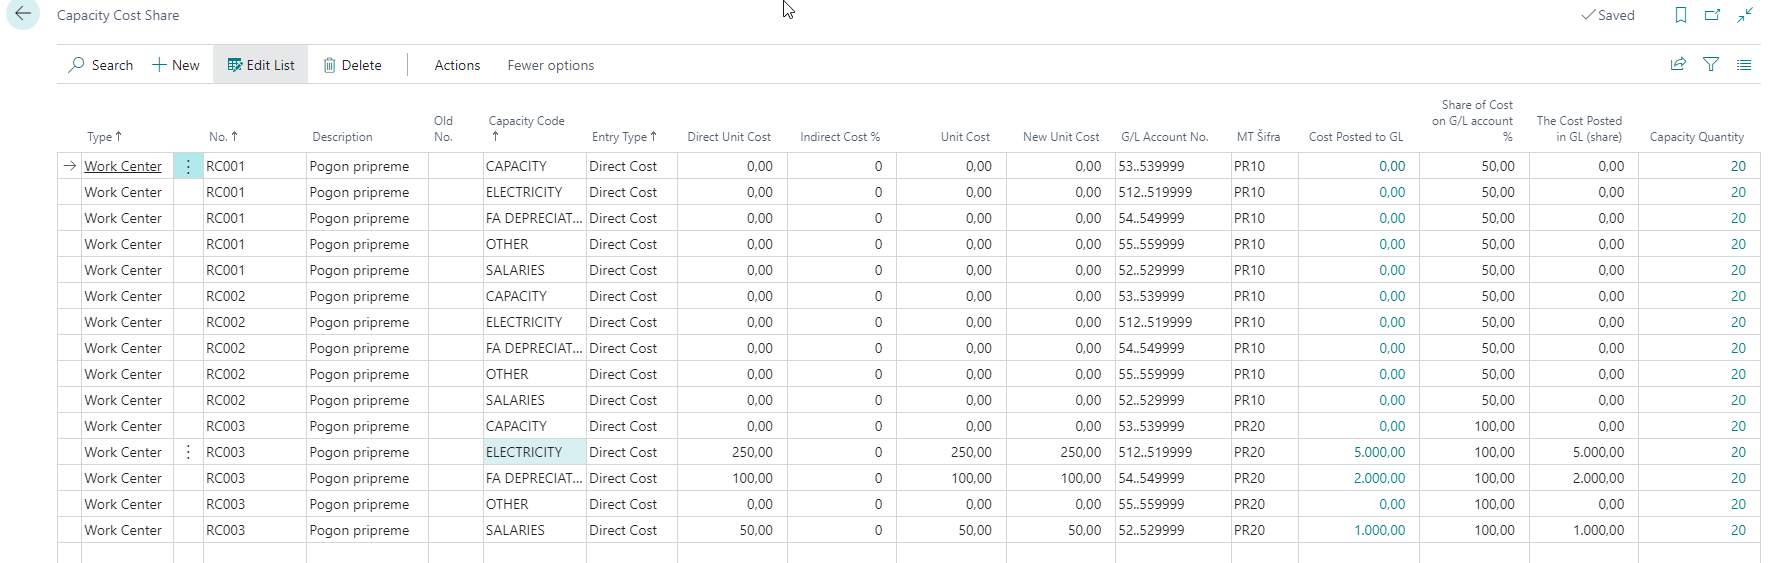 Capacity Cost Share
Saved
Search New Edit List Delete Actions Fewer options
Type No. Description Old No. Capacity Code Entry Type Direct Unit Cost Indirect Cost % Unit Cost New Unit Cost G/L Account No. MT Šifra Cost Posted to GL Share of Cost on G/L account % The Cost Posted in GL (share) Capacity Quantity
Work Center RC001 Pogon pripreme CAPACITY Direct Cost 0,00 0 0,00 0,00 53..539999 PR10 0,00 50,00 0,00 20
Work Center RC001 Pogon pripreme ELECTRICITY Direct Cost 0,00 0 0,00 0,00 512..519999 PR10 0,00 50,00 0,00 20
Work Center RC001 Pogon pripreme FA DEPRECIAT... Direct Cost 0,00 0 0,00 0,00 54..549999 PR10 0,00 50,00 0,00 20
Work Center RC001 Pogon pripreme OTHER Direct Cost 0,00 0 0,00 0,00 55..559999 PR10 0,00 50,00 0,00 20
Work Center RC001 Pogon pripreme SALARIES Direct Cost 0,00 0 0,00 0,00 52..529999 PR10 0,00 50,00 0,00 20
Work Center RC002 Pogon pripreme CAPACITY Direct Cost 0,00 0 0,00 0,00 53..539999 PR10 0,00 50,00 0,00 20
Work Center RC002 Pogon pripreme ELECTRICITY Direct Cost 0,00 0 0,00 0,00 512..519999 PR10 0,00 50,00 0,00 20
Work Center RC002 Pogon pripreme FA DEPRECIAT... Direct Cost 0,00 0 0,00 0,00 54..549999 PR10 0,00 50,00 0,00 20
Work Center RC002 Pogon pripreme OTHER Direct Cost 0,00 0 0,00 0,00 55..559999 PR10 0,00 50,00 0,00 20
Work Center RC002 Pogon pripreme SALARIES Direct Cost 0,00 0 0,00 0,00 52..529999 PR10 0,00 50,00 0,00 20
Work Center RC003 Pogon pripreme CAPACITY Direct Cost 0,00 0 0,00 0,00 53..539999 PR20 0,00 100,00 0,00 20
Work Center RC003 Pogon pripreme ELECTRICITY Direct Cost 250,00 0 250,00 250,00 512..519999 PR20 5.000,00 100,00 5.000,00 20
Work Center RC003 Pogon pripreme FA DEPRECIAT... Direct Cost 100,00 0 100,00 100,00 54..549999 PR20 2.000,00 100,00 2.000,00 20
Work Center RC003 Pogon pripreme OTHER Direct Cost 0,00 0 0,00 0,00 55..559999 PR20 0,00 100,00 0,00 20
Work Center RC003 Pogon pripreme SALARIES Direct Cost 50,00 0 50,00 50,00 52..529999 PR20 1.000,00 100,00 1.000,00 20